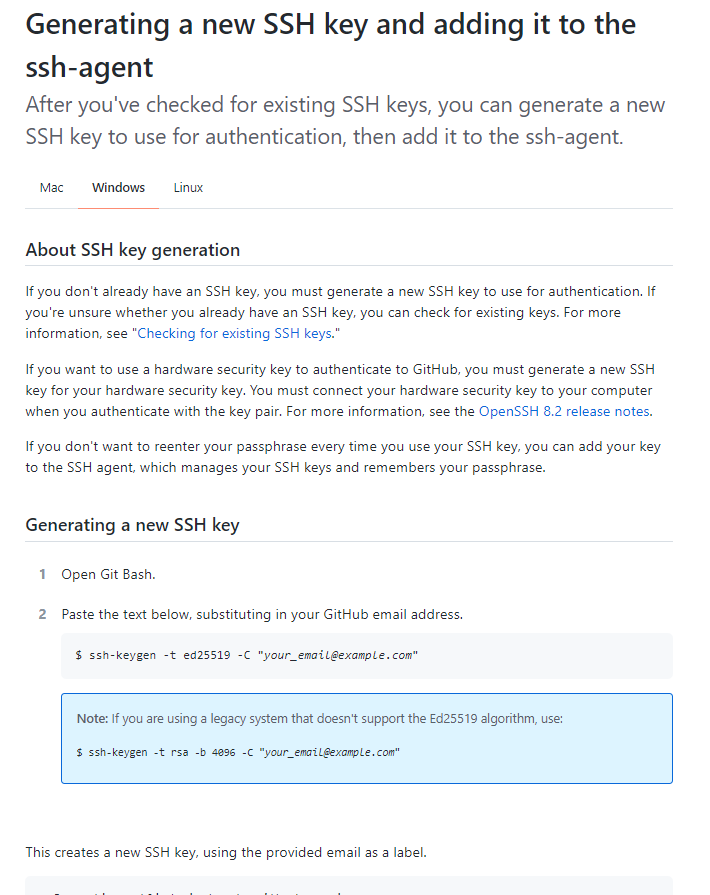 Generating a new SSH key and adding it to the
ssh-agent
After you've checked for existing SSH keys, you can generate a new
SSH key to use for authentication, then add it to the ssh-agent.
Mac Windows Linux
About SSH key generation
If you don't already have an SSH key, you must generate a new SSH key to use for authentication. If
you're unsure whether you already have an SSH key, you can check for existing keys. For more
information, see "Checking for existing SSH keys."
If you want to use a hardware security key to authenticate to GitHub, you must generate a new SSH
key for your hardware security key. You must connect your hardware security key to your computer
when you authenticate with the key pair. For more information, see the OpenSSH 8.2 release notes.
If you don't want to reenter your passphrase every time you use your SSH key, you can add your key
to the SSH agent, which manages your SSH keys and remembers your passphrase.
Generating a new SSH key
1 Open Git Bash.
2 Paste the text below, substituting in your GitHub email address.
$ ssh-keygen -t ed25519 -C "your_email@example.com"
Note: If you are using a legacy system that doesn't support the Ed25519 algorithm, use:
$ ssh-keygen -t rsa -b 4096 -C "your_email@example.com"
This creates a new SSH key, using the provided email as a label.